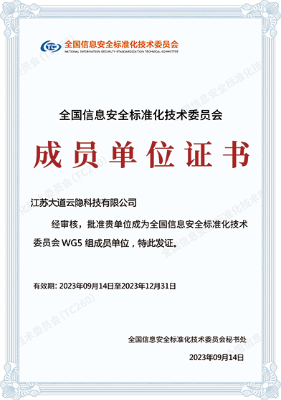 全国信息安全标准化技术委员会
NATIONAL INFORMATION SECURITY STANDARDIZATION TECHNICAL COMMITTEE
全国信息安全标准化技术委员会
成员单位证书
江苏大道云隐科技有限公司
经审核，批准贵单位成为全国信息安全标准化技术
委员会WG5 组成员单位，特此发证。
有效期：2023年09月14日至2023年12月31日
全国信息安全标准化技术委员会秘书处
2023年09月14日